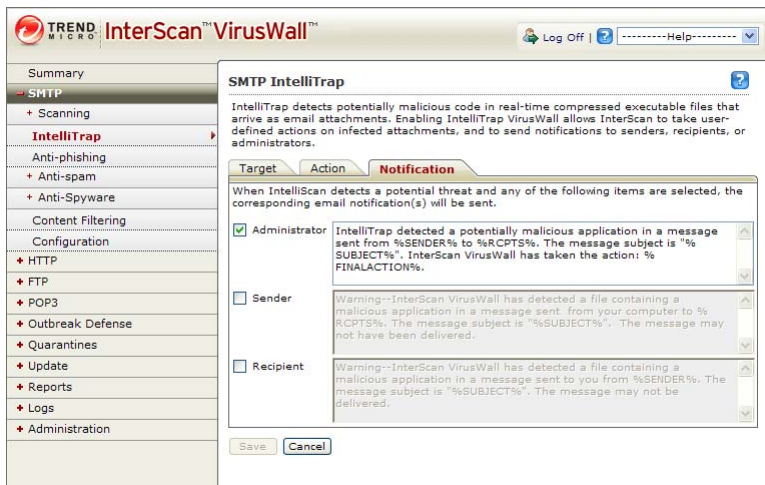 TREND MICRO InterScan™ VirusWall™
Log Off | ? ---------Help---------
Summary
SMTP
+ Scanning
IntelliTrap
Anti-phishing
+ Anti-spam
+ Anti-Spyware
Content Filtering
Configuration
+ HTTP
+ FTP
+ POP3
+ Outbreak Defense
+ Quarantines
+ Update
+ Reports
+ Logs
+ Administration
SMTP IntelliTrap ?
IntelliTrap detects potentially malicious code in real-time compressed executable files that
arrive as email attachments. Enabling IntelliTrap VirusWall allows InterScan to take user-
defined actions on infected attachments, and to send notifications to senders, recipients, or
administrators.
Target Action Notification
When IntelliScan detects a potential threat and any of the following items are selected, the
corresponding email notification(s) will be sent.
Administrator
IntelliTrap detected a potentially malicious application in a message
sent from %SENDER% to %RCPTS%. The message subject is "%
SUBJECT%". InterScan VirusWall has taken the action: %
FINALACTION%.
Sender
Warning--InterScan VirusWall has detected a file containing a
malicious application in a message sent from your computer to %
RCPTS%. The message subject is "%SUBJECT%". The message may
not have been delivered.
Recipient
Warning--InterScan VirusWall has detected a file containing a
malicious application in a message sent to you from %SENDER%. The
message subject is "%SUBJECT%". The message may not be
delivered.
Save Cancel